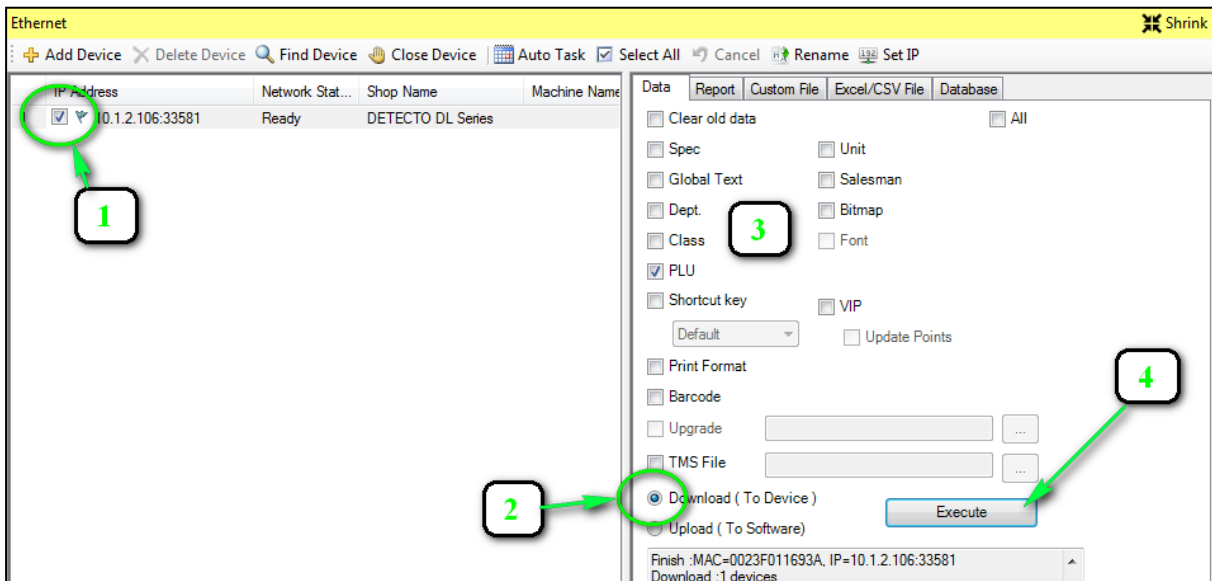 Ethernet Shrink
Add Device Delete Device Find Device Close Device Auto Task Select All Cancel Rename Set IP
IP Address Network Stat... Shop Name Machine Name
10.1.2.106:33581 Ready DETECTO DL Series
1
Data Report Custom File Excel/CSV File Database
Clear old data All
Spec Unit
Global Text Salesman
Dept. Bitmap
3
Class Font
PLU
Shortcut key VIP
Default Update Points
Print Format
4
Barcode
Upgrade ...
TMS File ...
2
Download ( To Device )
Execute
Upload ( To Software)
Finish :MAC=0023F011693A, IP=10.1.2.106:33581
Download :1 devices